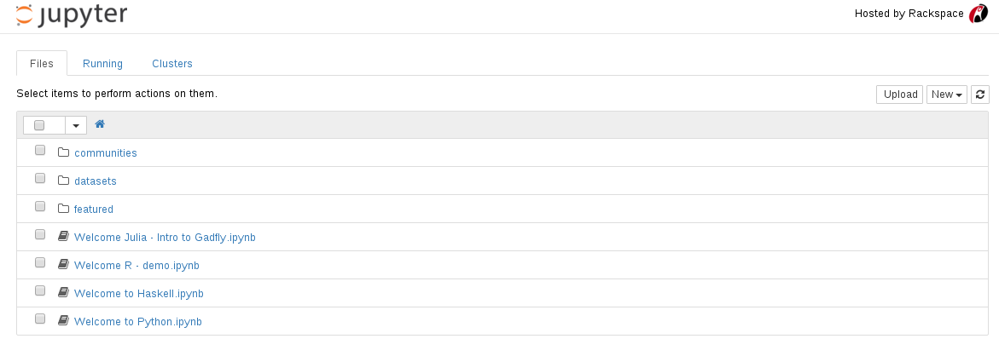 jupyter
Hosted by Rackspace
Files Running Clusters
Select items to perform actions on them.
Upload New
communities
datasets
featured
Welcome Julia - Intro to Gadfly.ipynb
Welcome R - demo.ipynb
Welcome to Haskell.ipynb
Welcome to Python.ipynb